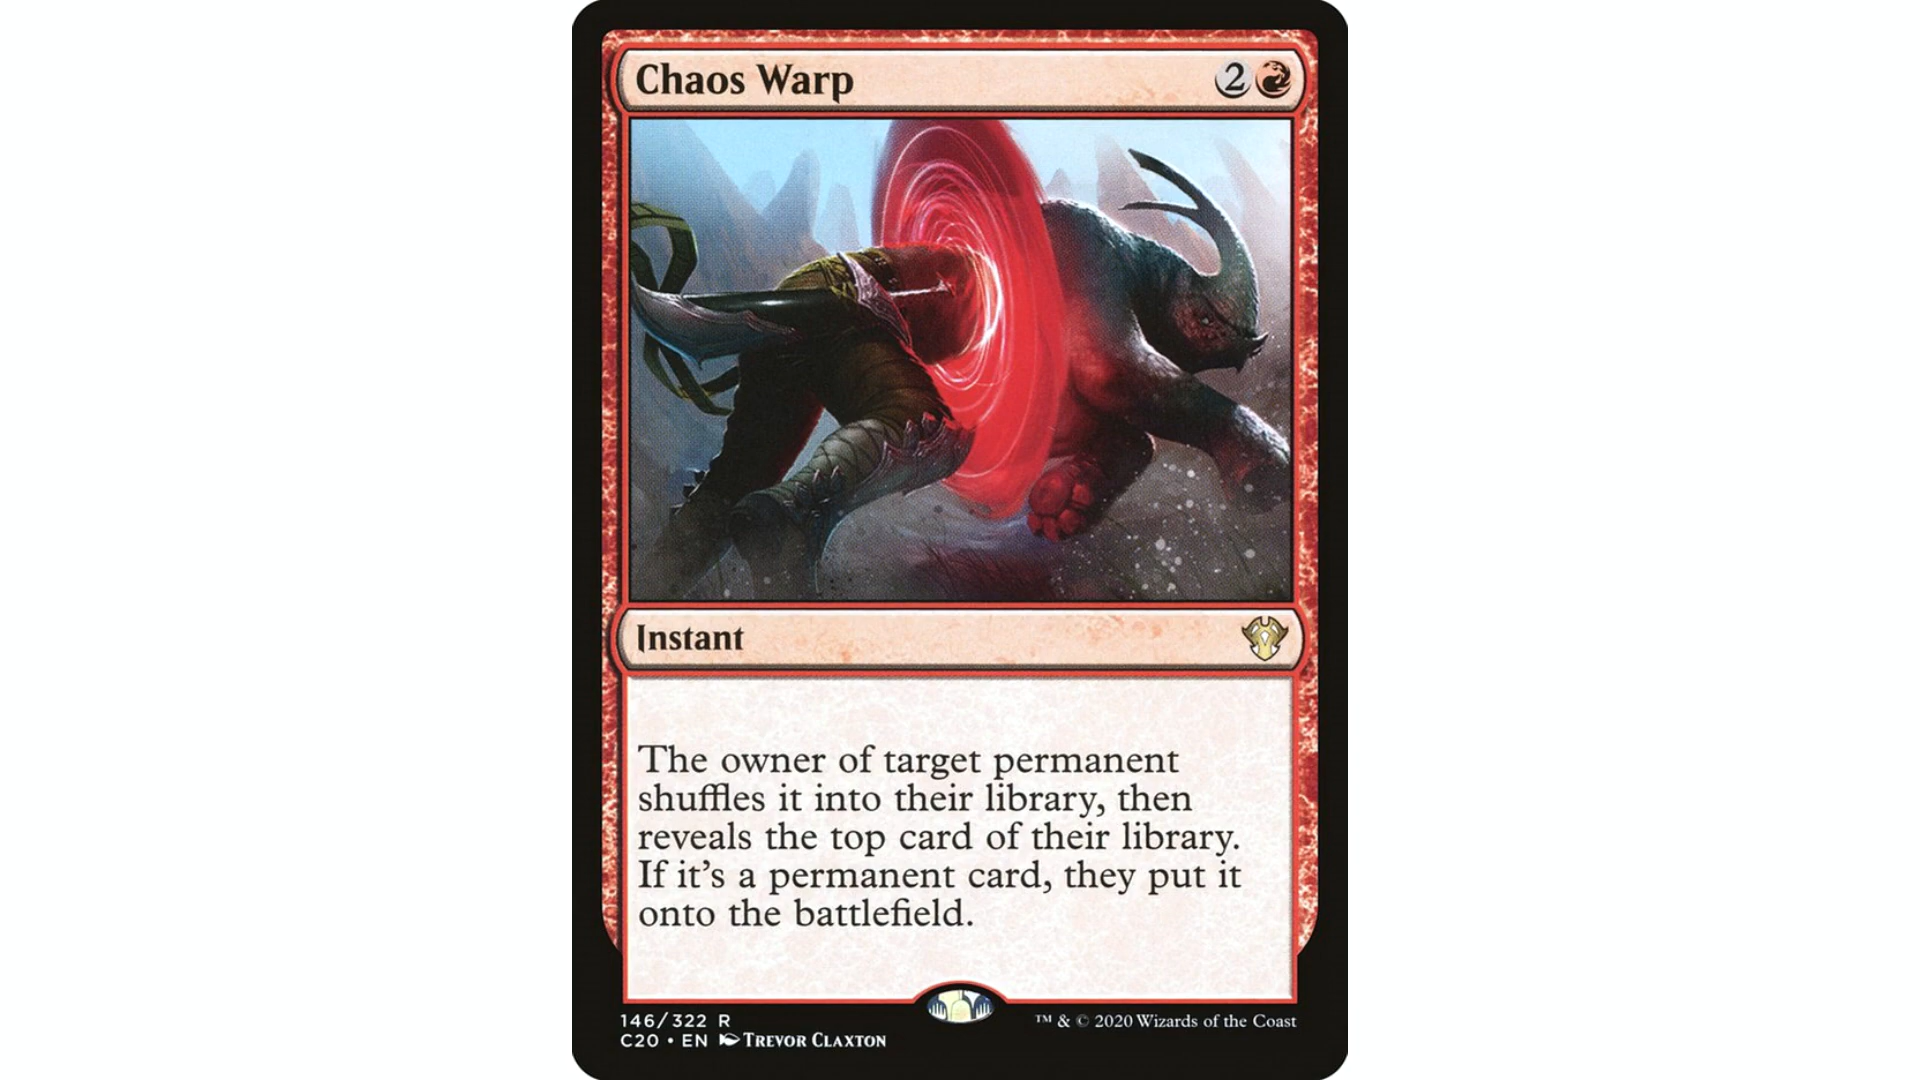 Chaos Warp 2
Instant
The owner of target permanent
shuffles it into their library, then
reveals the top card of their library.
If it's a permanent card, they put it
onto the battlefield.
146/322 R
C20 • EN Trevor Claxton
™ & © 2020 Wizards of the Coast